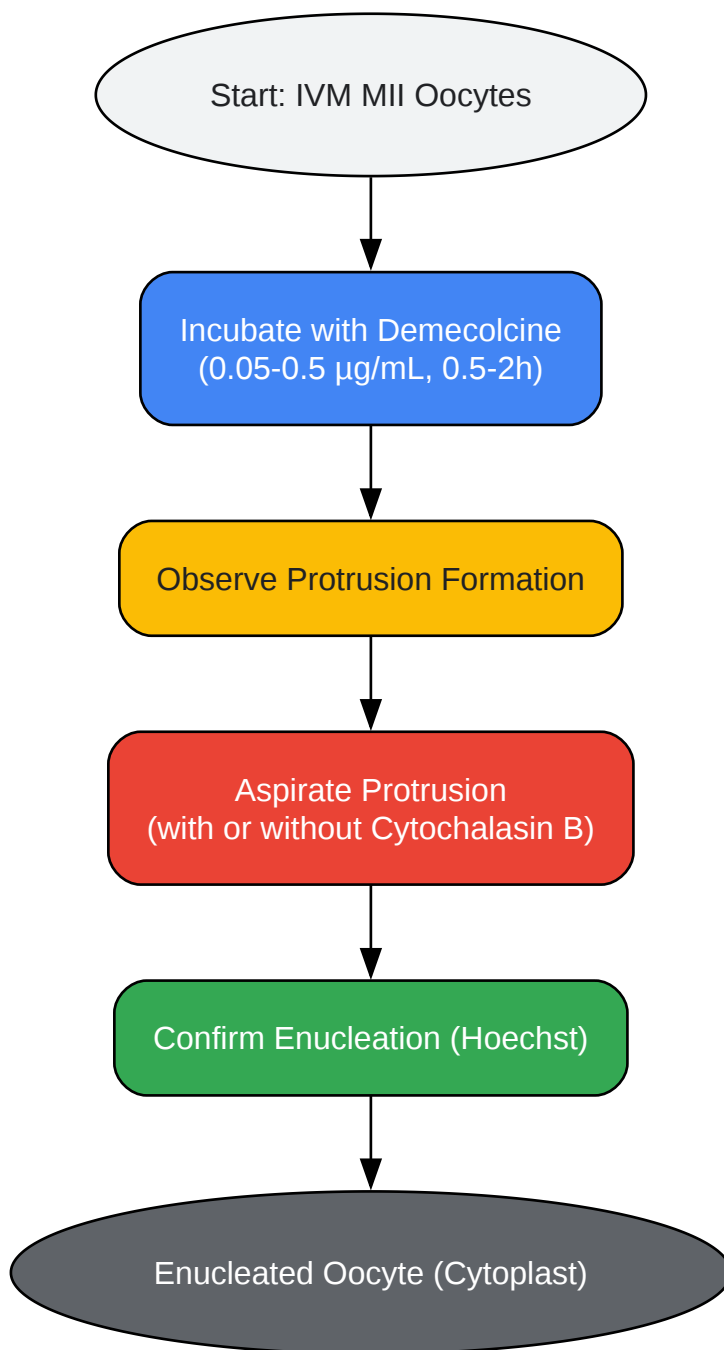 Start: IVM MII Oocytes
Incubate with Demecolcine
(0.05-0.5 µg/mL, 0.5-2h)
Observe Protrusion Formation
Aspirate Protrusion
(with or without Cytochalasin B)
Confirm Enucleation (Hoechst)
Enucleated Oocyte (Cytoplast)